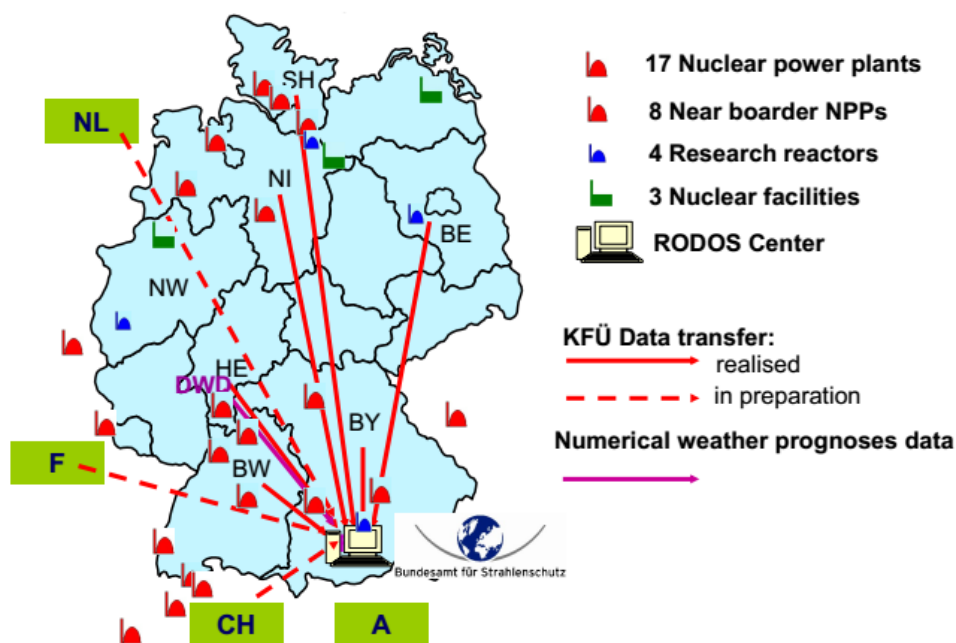 SH
NL
NI
BE
NW
HE
DWD
BY
F
BW
Bundesamt für Strahlenschutz
CH
A
17 Nuclear power plants
8 Near boarder NPPs
4 Research reactors
3 Nuclear facilities
RODOS Center
KFÜ Data transfer:
realised
in preparation
Numerical weather prognoses data